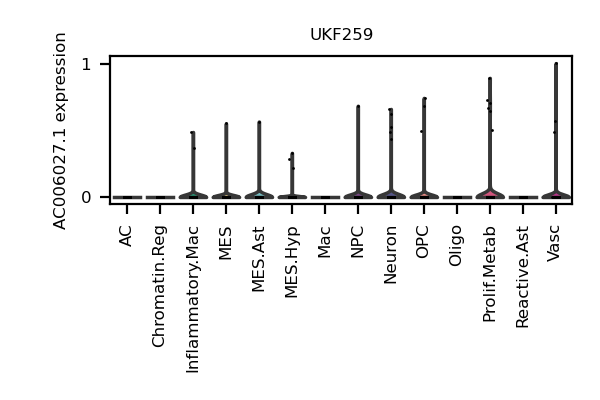 UKF259
AC006027.1 expression
1
0
AC
Chromatin.Reg
Inflammatory.Mac
MES
MES.Ast
MES.Hyp
Mac
NPC
Neuron
OPC
Oligo
Prolif.Metab
Reactive.Ast
Vasc